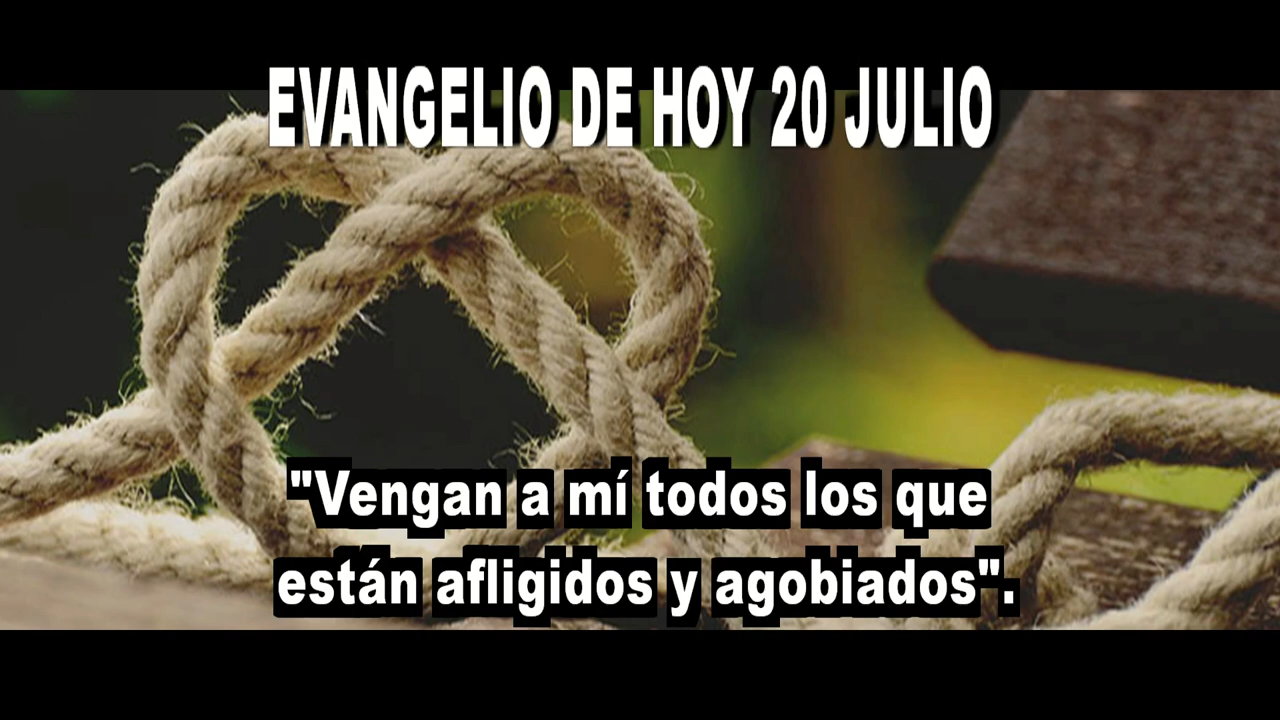 EVANGELIO DE HOY 20 JULIO
"Vengan a mí todos los que
están afligidos y agobiados".